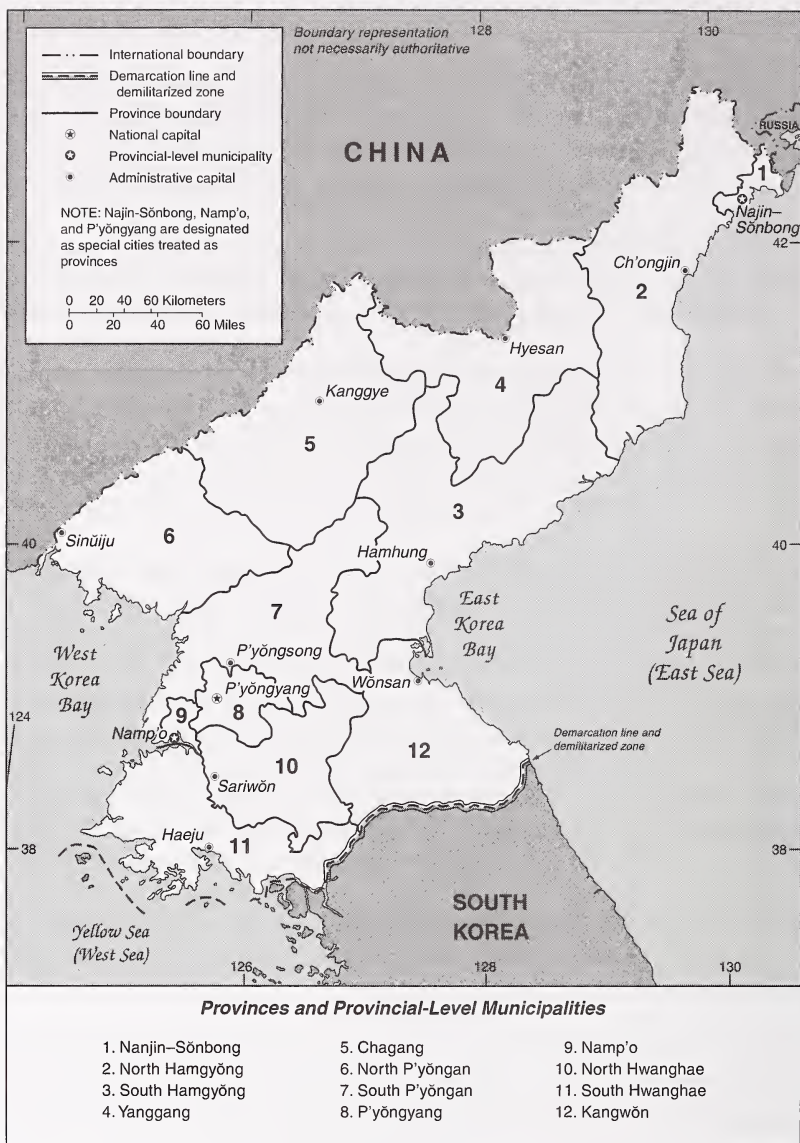 Boundary representation
not necessarily authoritative
128
130
International boundary
Demarcation line and
demilitarized zone
Province boundary
National capital
Provincial-level municipality
Administrative capital
NOTE: Najin-Sŏnbong, Namp'o,
and P'yŏngyang are designated
as special cities treated as
provinces
0 20 40 60 Kilometers
0 20 40 60 Miles
CHINA
RUSSIA
1
Najin–
Sŏnbong
42
Ch'ongjin
2
Hyesan
4
Kanggye
5
3
40
Sinŭiju
6
Hamhung
40
7
East
Korea
Bay
Sea of
Japan
(East Sea)
West
Korea
Bay
P'yŏngsong
P'yŏngyang
8
Wŏnsan
124
9
Namp'o
10
12
Demarcation line and
demilitarized zone
Sariwŏn
Haeju
11
38
38
SOUTH
KOREA
Yellow Sea
(West Sea)
126
128
130
Provinces and Provincial-Level Municipalities
1. Nanjin–Sŏnbong
2. North Hamgyŏng
3. South Hamgyŏng
4. Yanggang
5. Chagang
6. North P'yŏngan
7. South P'yŏngan
8. P'yŏngyang
9. Namp'o
10. North Hwanghae
11. South Hwanghae
12. Kangwŏn